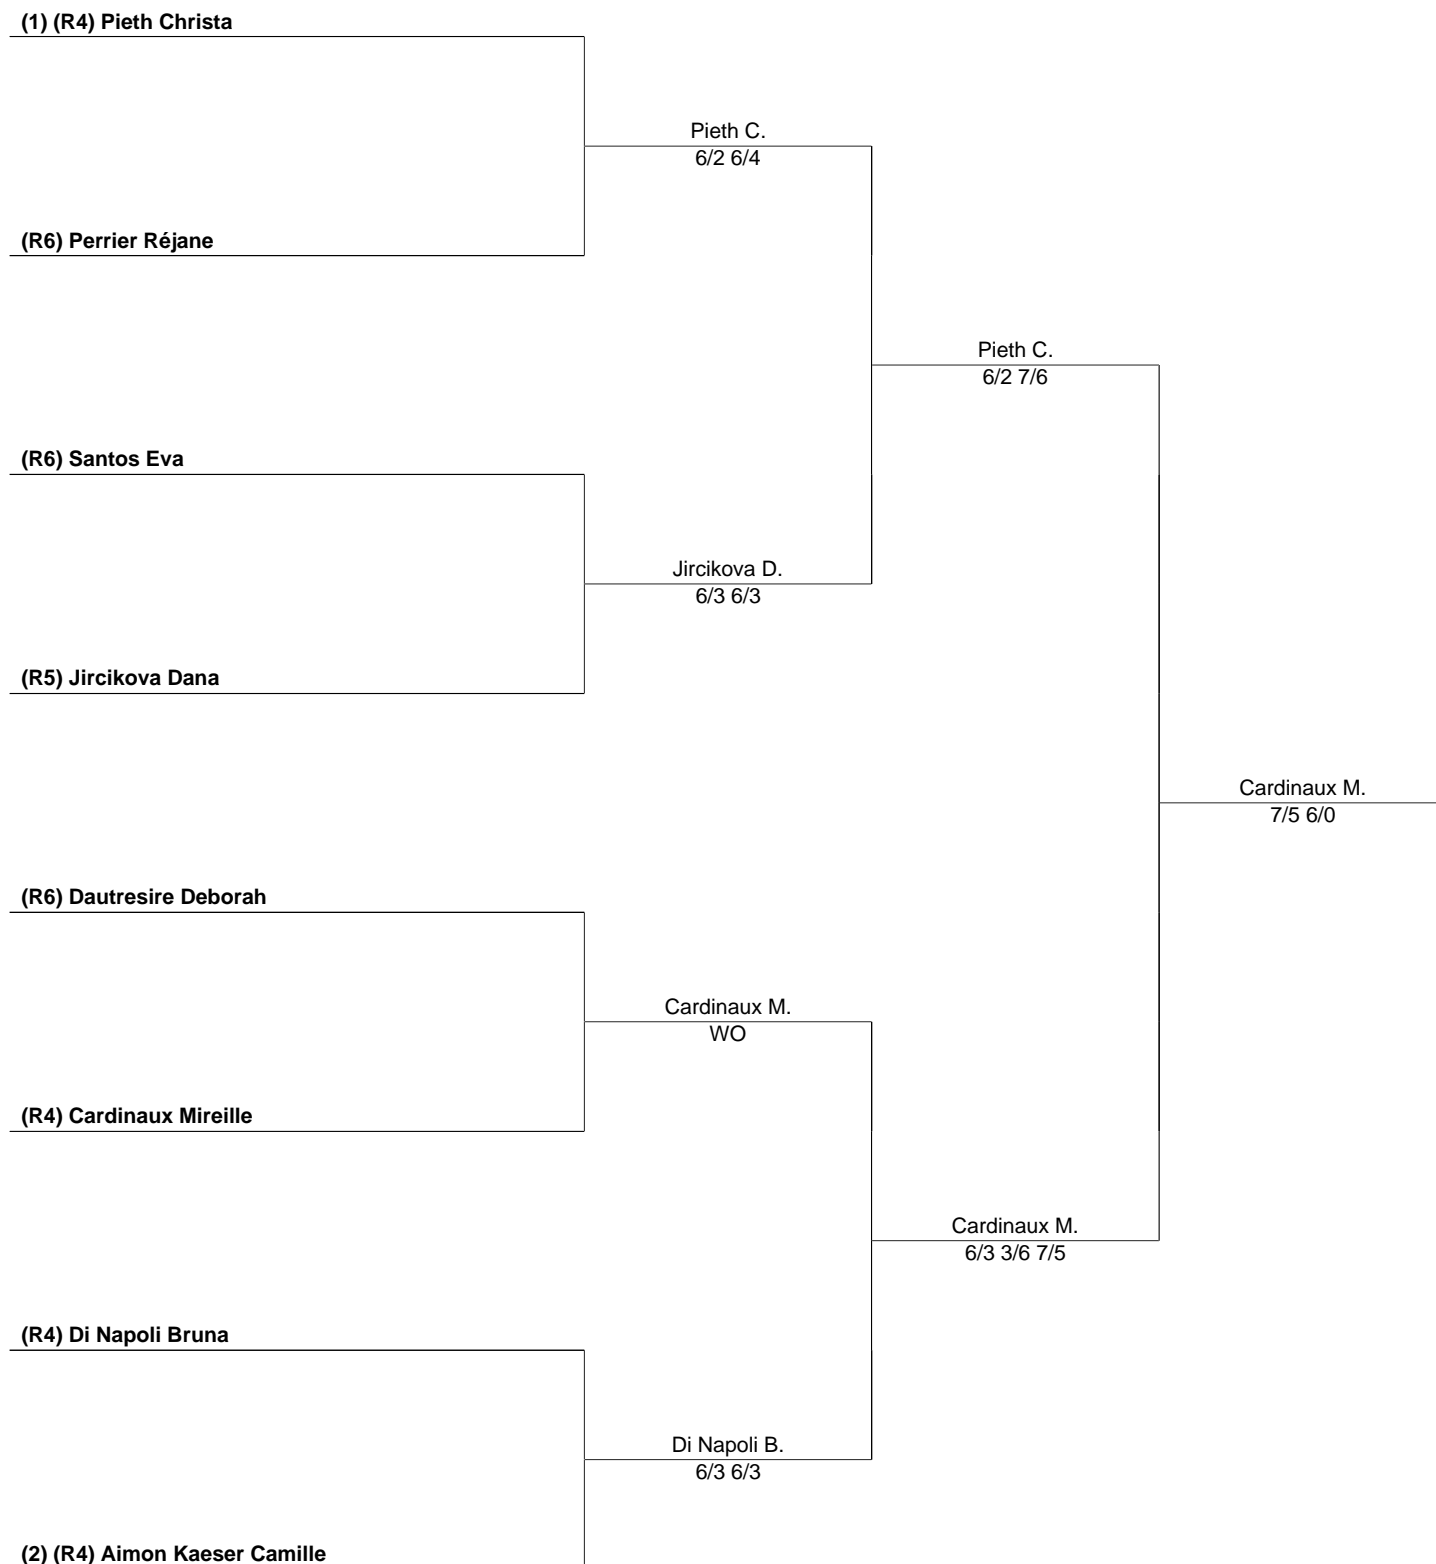 (1) (R4) Pieth Christa
Pieth C.
6/2 6/4
(R6) Perrier Réjane
Pieth C.
6/2 7/6
(R6) Santos Eva
Jircikova D.
6/3 6/3
(R5) Jircikova Dana
Cardinaux M.
7/5 6/0
(R6) Dautresire Deborah
Cardinaux M.
WO
(R4) Cardinaux Mireille
Cardinaux M.
6/3 3/6 7/5
(R4) Di Napoli Bruna
Di Napoli B.
6/3 6/3
(2) (R4) Aimon Kaeser Camille